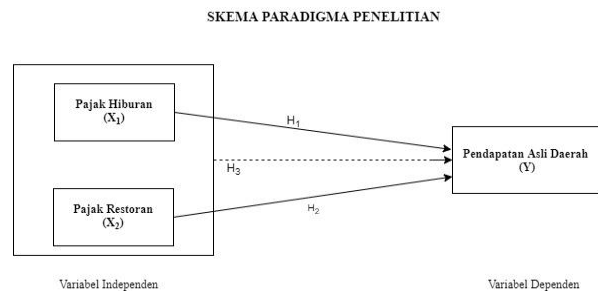 SKEMA PARADIGMA PENELITIAN
Pajak Hiburan
(X₁)
H₁
Pendapatan Asli Daerah
(Y)
H₃
Pajak Restoran
(X₂)
H₂
Variabel Independen
Variabel Dependen